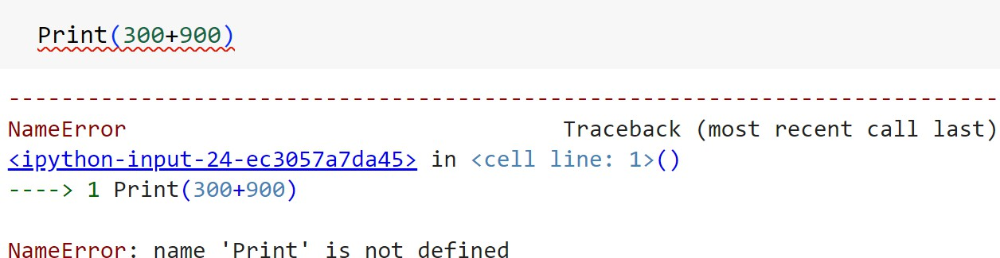 Print(300+900)
---------------------------------------------------------------------------
NameError                                 Traceback (most recent call last)
<ipython-input-24-ec3057a7da45> in <cell line: 1>()
----> 1 Print(300+900)

NameError: name 'Print' is not defined